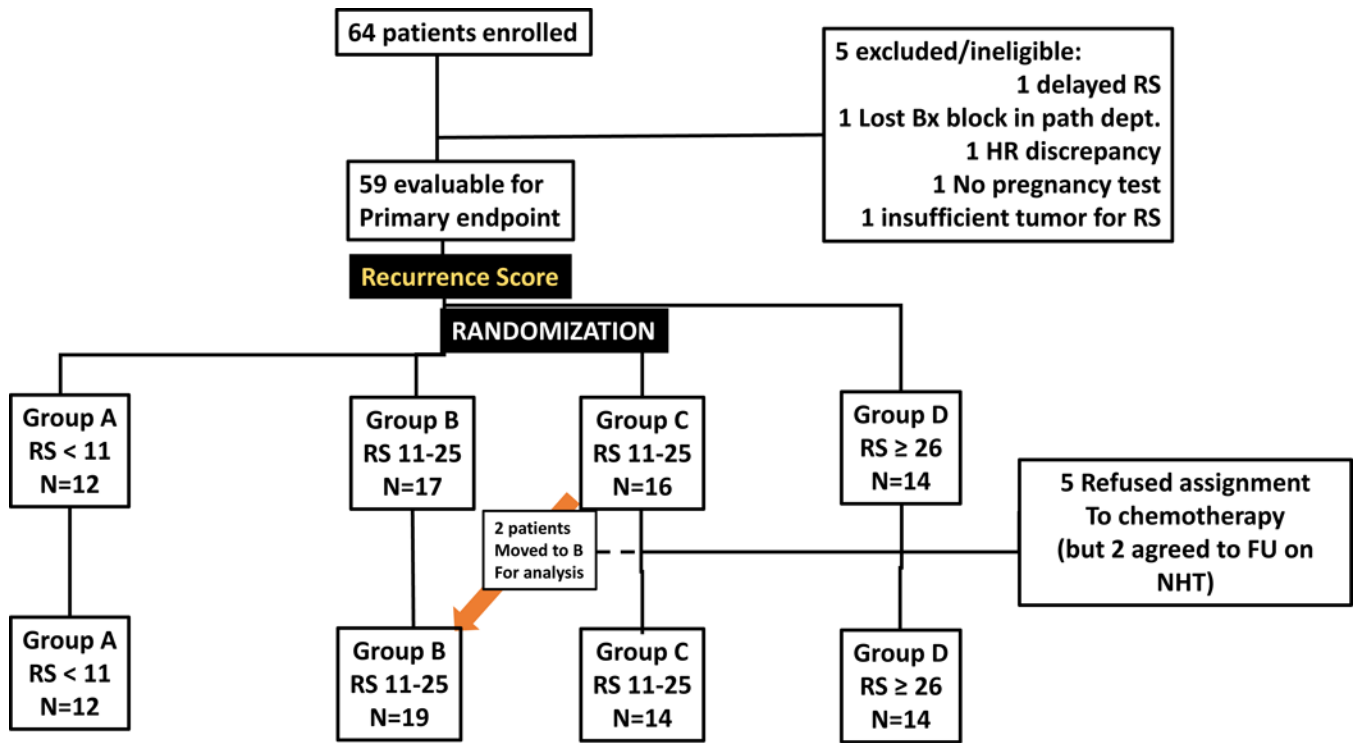 64 patients enrolled
5 excluded/ineligible:
1 delayed RS
1 Lost Bx block in path dept.
1 HR discrepancy
1 No pregnancy test
1 insufficient tumor for RS
59 evaluable for
Primary endpoint
Recurrence Score
RANDOMIZATION
Group A
RS < 11
N=12
Group B
RS 11-25
N=17
Group C
RS 11-25
N=16
Group D
RS ≥ 26
N=14
2 patients
Moved to B
For analysis
5 Refused assignment
To chemotherapy
(but 2 agreed to FU on
NHT)
Group A
RS < 11
N=12
Group B
RS 11-25
N=19
Group C
RS 11-25
N=14
Group D
RS ≥ 26
N=14